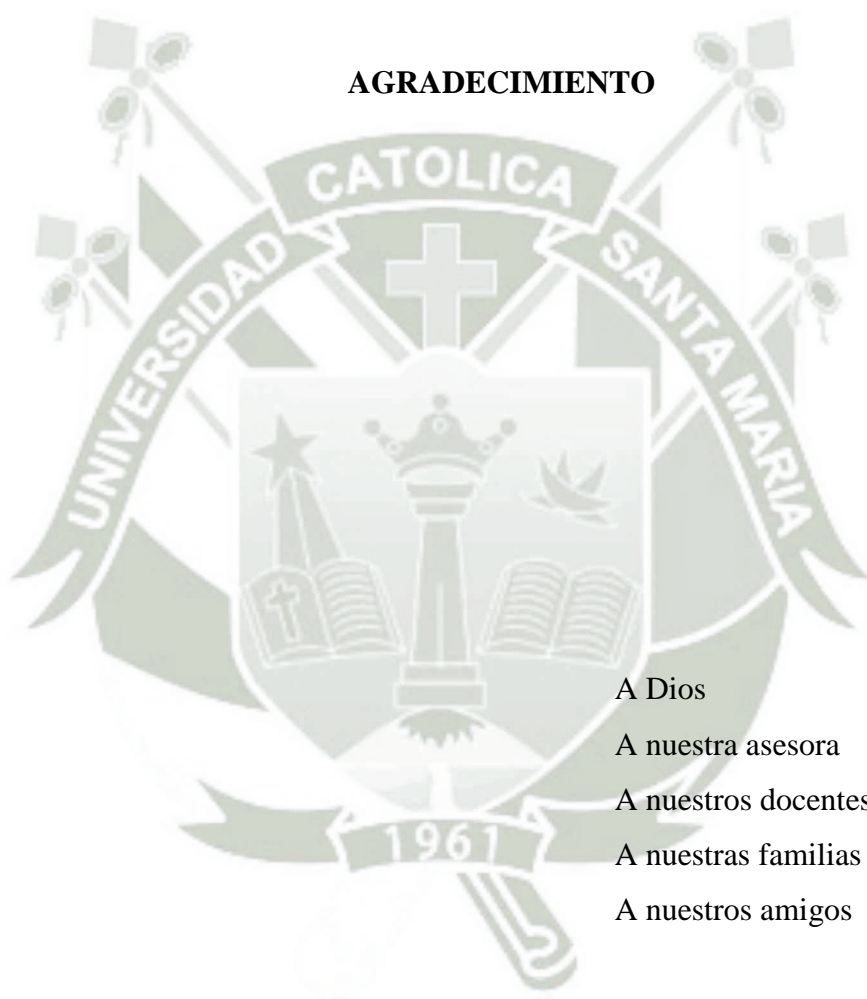 AGRADECIMIENTO
UNIVERSIDAD CATOLICA SANTA MARIA
A Dios
A nuestra asesora
A nuestros docentes
A nuestras familias
A nuestros amigos
1961